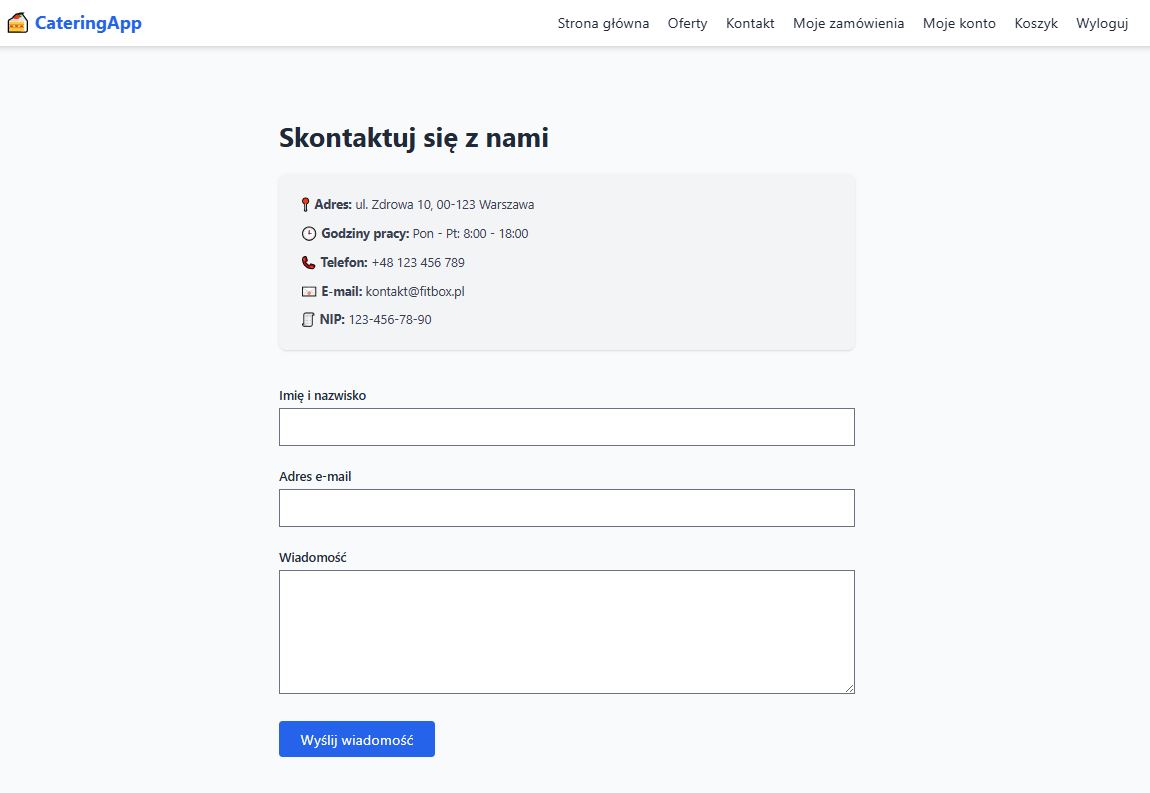 CateringApp
Strona główna Oferty Kontakt Moje zamówienia Moje konto Koszyk Wyloguj
Skontaktuj się z nami
Adres: ul. Zdrowa 10, 00-123 Warszawa
Godziny pracy: Pon - Pt: 8:00 - 18:00
Telefon: +48 123 456 789
E-mail: kontakt@fitbox.pl
NIP: 123-456-78-90
Imię i nazwisko
Adres e-mail
Wiadomość
Wyślij wiadomość